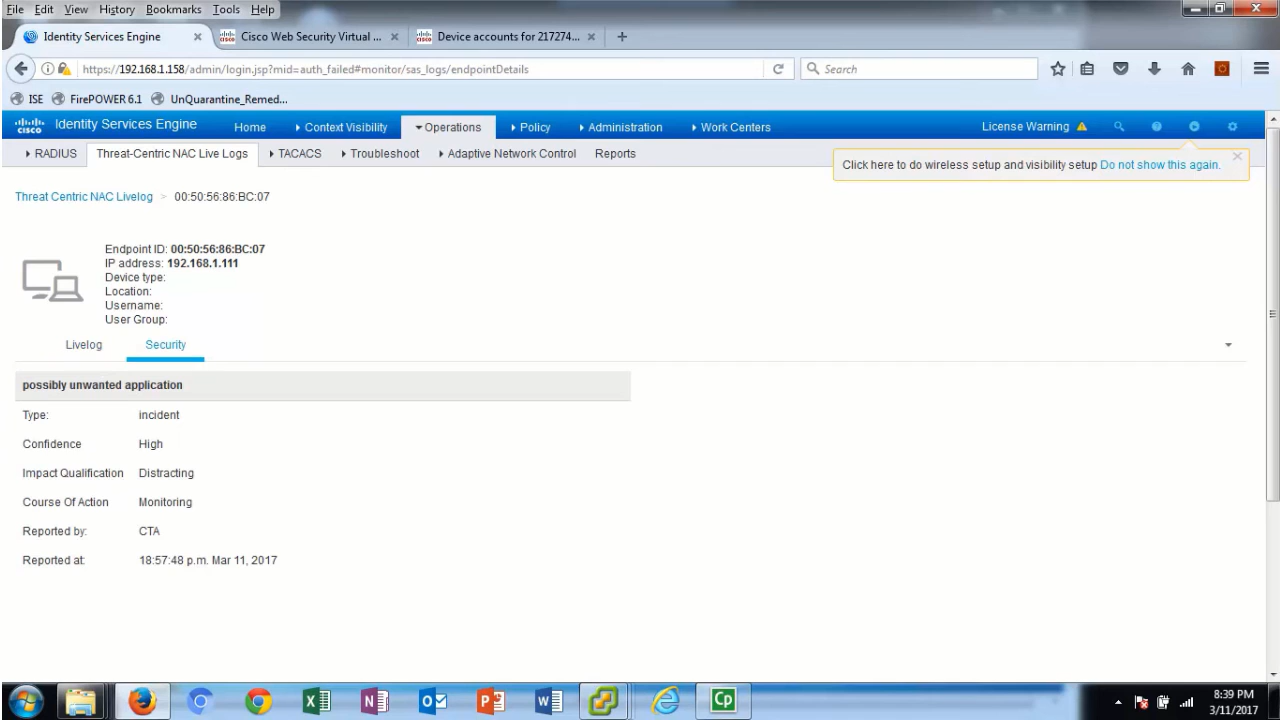 File Edit View History Bookmarks Tools Help
Identity Services Engine × Cisco Web Security Virtual ... × Device accounts for 217274... × +
https://192.168.1.158/admin/login.jsp?mid=auth_failed#monitor/sas_logs/endpointDetails Search
ISE FirePOWER 6.1 UnQuarantine_Remed...
cisco Identity Services Engine Home Context Visibility Operations Policy Administration Work Centers License Warning
RADIUS Threat-Centric NAC Live Logs TACACS Troubleshoot Adaptive Network Control Reports
Click here to do wireless setup and visibility setup Do not show this again.
Threat Centric NAC Livelog > 00:50:56:86:BC:07
Endpoint ID: 00:50:56:86:BC:07
IP address: 192.168.1.111
Device type:
Location:
Username:
User Group:
Livelog Security
possibly unwanted application
Type: incident
Confidence High
Impact Qualification Distracting
Course Of Action Monitoring
Reported by: CTA
Reported at: 18:57:48 p.m. Mar 11, 2017
8:39 PM
3/11/2017